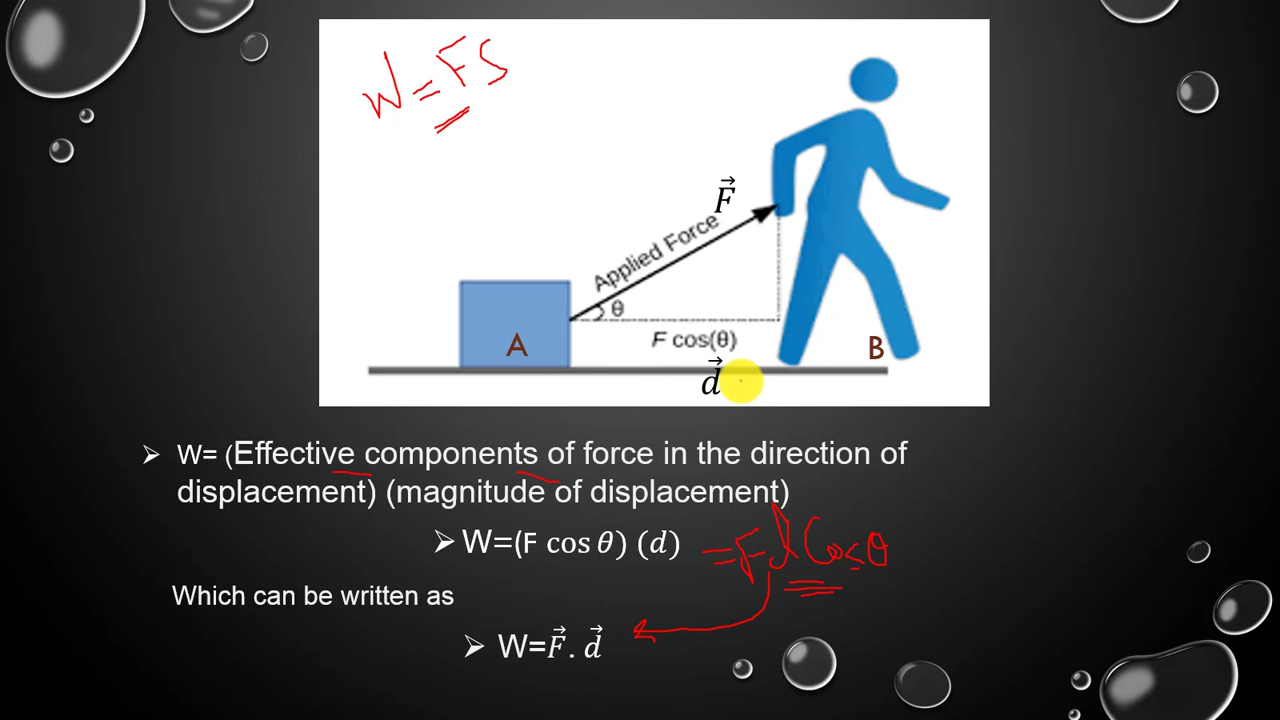 W=FS
F⃗
Applied Force
θ
A
F cos(θ)
B
d⃗
➢ W= (Effective components of force in the direction of
displacement) (magnitude of displacement)
➢ W=(F cos θ) (d) =Fd Cosθ
Which can be written as
➢ W=F⃗. d⃗